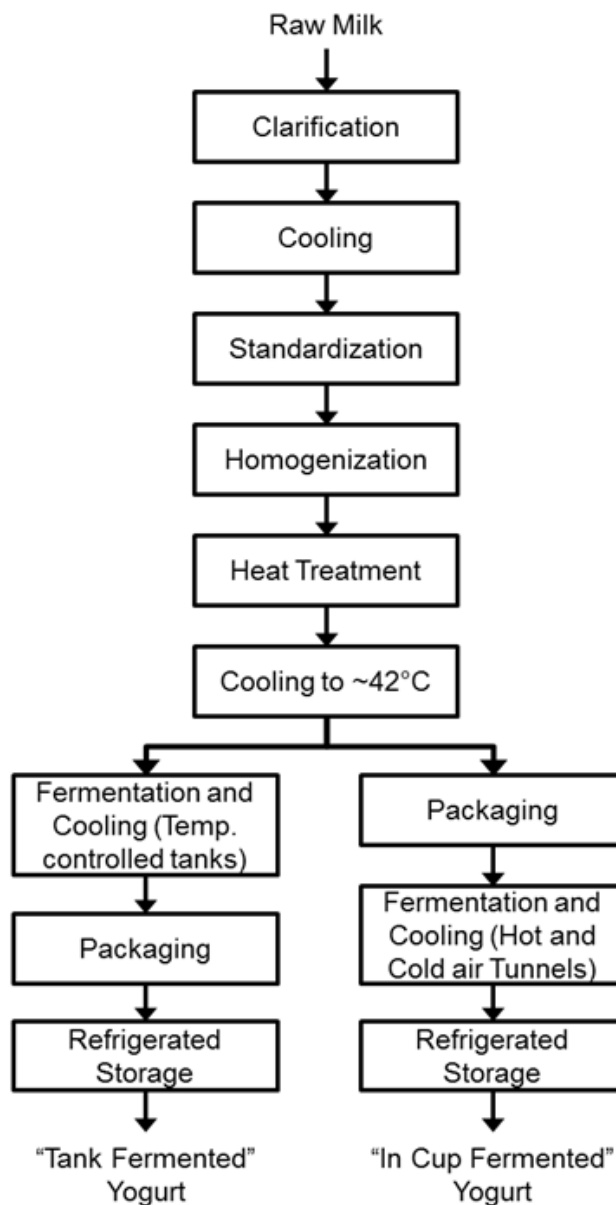 Raw Milk
Clarification
Cooling
Standardization
Homogenization
Heat Treatment
Cooling to ~42°C
Fermentation and
Cooling (Temp.
controlled tanks)
Packaging
Refrigerated
Storage
“Tank Fermented”
Yogurt
Packaging
Fermentation and
Cooling (Hot and
Cold air Tunnels)
Refrigerated
Storage
“In Cup Fermented”
Yogurt